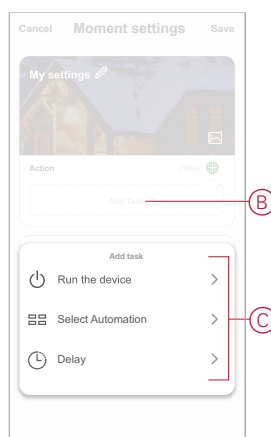 Cancel Moment settings Save
My settings
Action
Add Task
B
Add task
Run the device
Select Automation
C
Delay